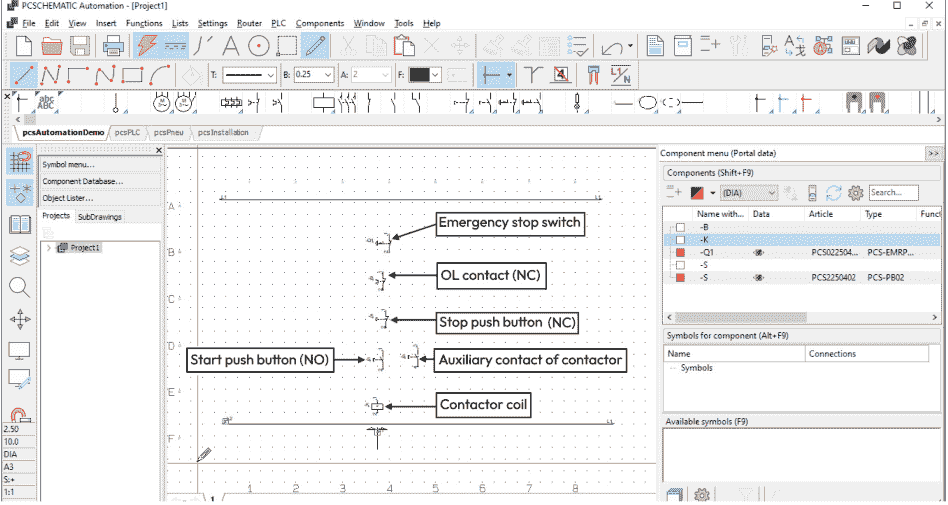 PCSCHEMATIC Automation - [Project1]
File Edit View Insert Functions Lists Settings Router PLC Components Window Tools Help
T: B: 0.25 A: 2 F:
abc
ABC
pcsAutomationDemo pcsPLC pcsPneu pcsInstallation
Symbol menu...
Component Database...
Object Lister...
Projects SubDrawings
Project1
2.50
10.0
DIA
A3
S:+
1:1
A
B
C
D
E
F
Emergency stop switch
OL contact (NC)
Stop push button (NC)
Start push button (NO)
Auxiliary contact of contactor
Contactor coil
1 2 3 4 5 6 7 8
1
Component menu (Portal data) >>
Components (Shift+F9)
(DIA) Search...
Name with... Data Article Type Funct
-B
-K
-Q1 PCS022504... PCS-EMRP...
-S
-S PCS2250402 PCS-PB02
Symbols for component (Alt+F9)
Name Connections
Symbols
Available symbols (F9)